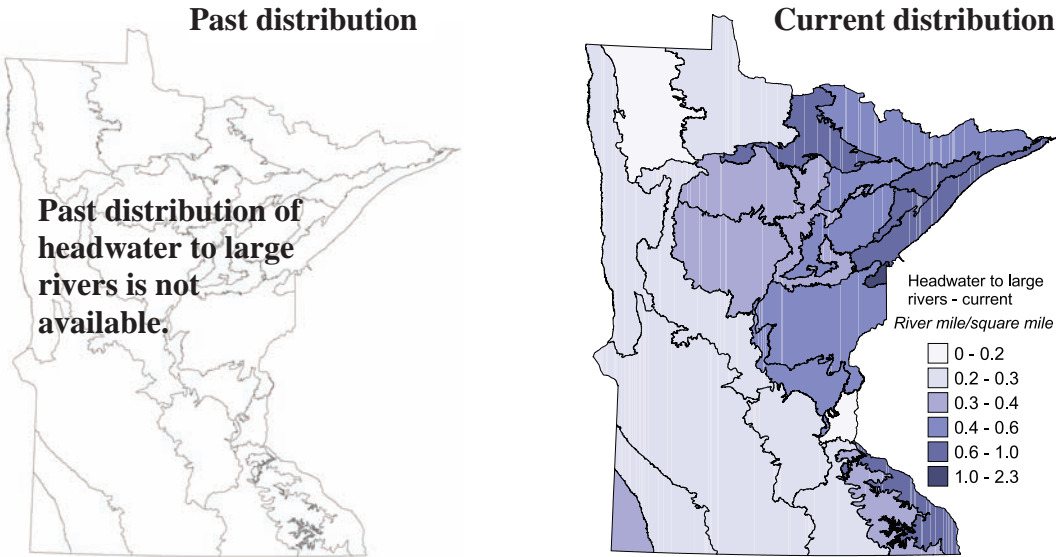 Past distribution
Past distribution of
headwater to large
rivers is not
available.
Current distribution
Headwater to large
rivers - current
River mile/square mile
0 - 0.2
0.2 - 0.3
0.3 - 0.4
0.4 - 0.6
0.6 - 1.0
1.0 - 2.3